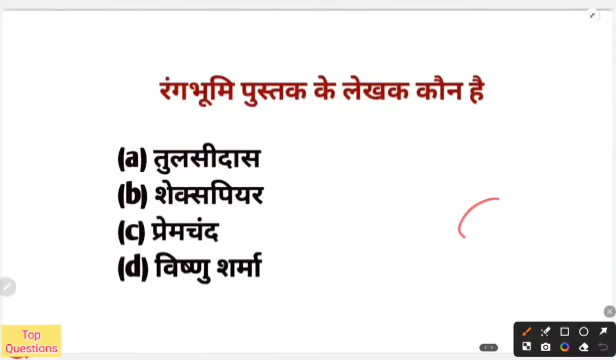 रंगभूमि पुस्तक के लेखक कौन है
(a) तुलसीदास
(b) शेक्सपियर
(c) प्रेमचंद
(d) विष्णु शर्मा
Top
Questions